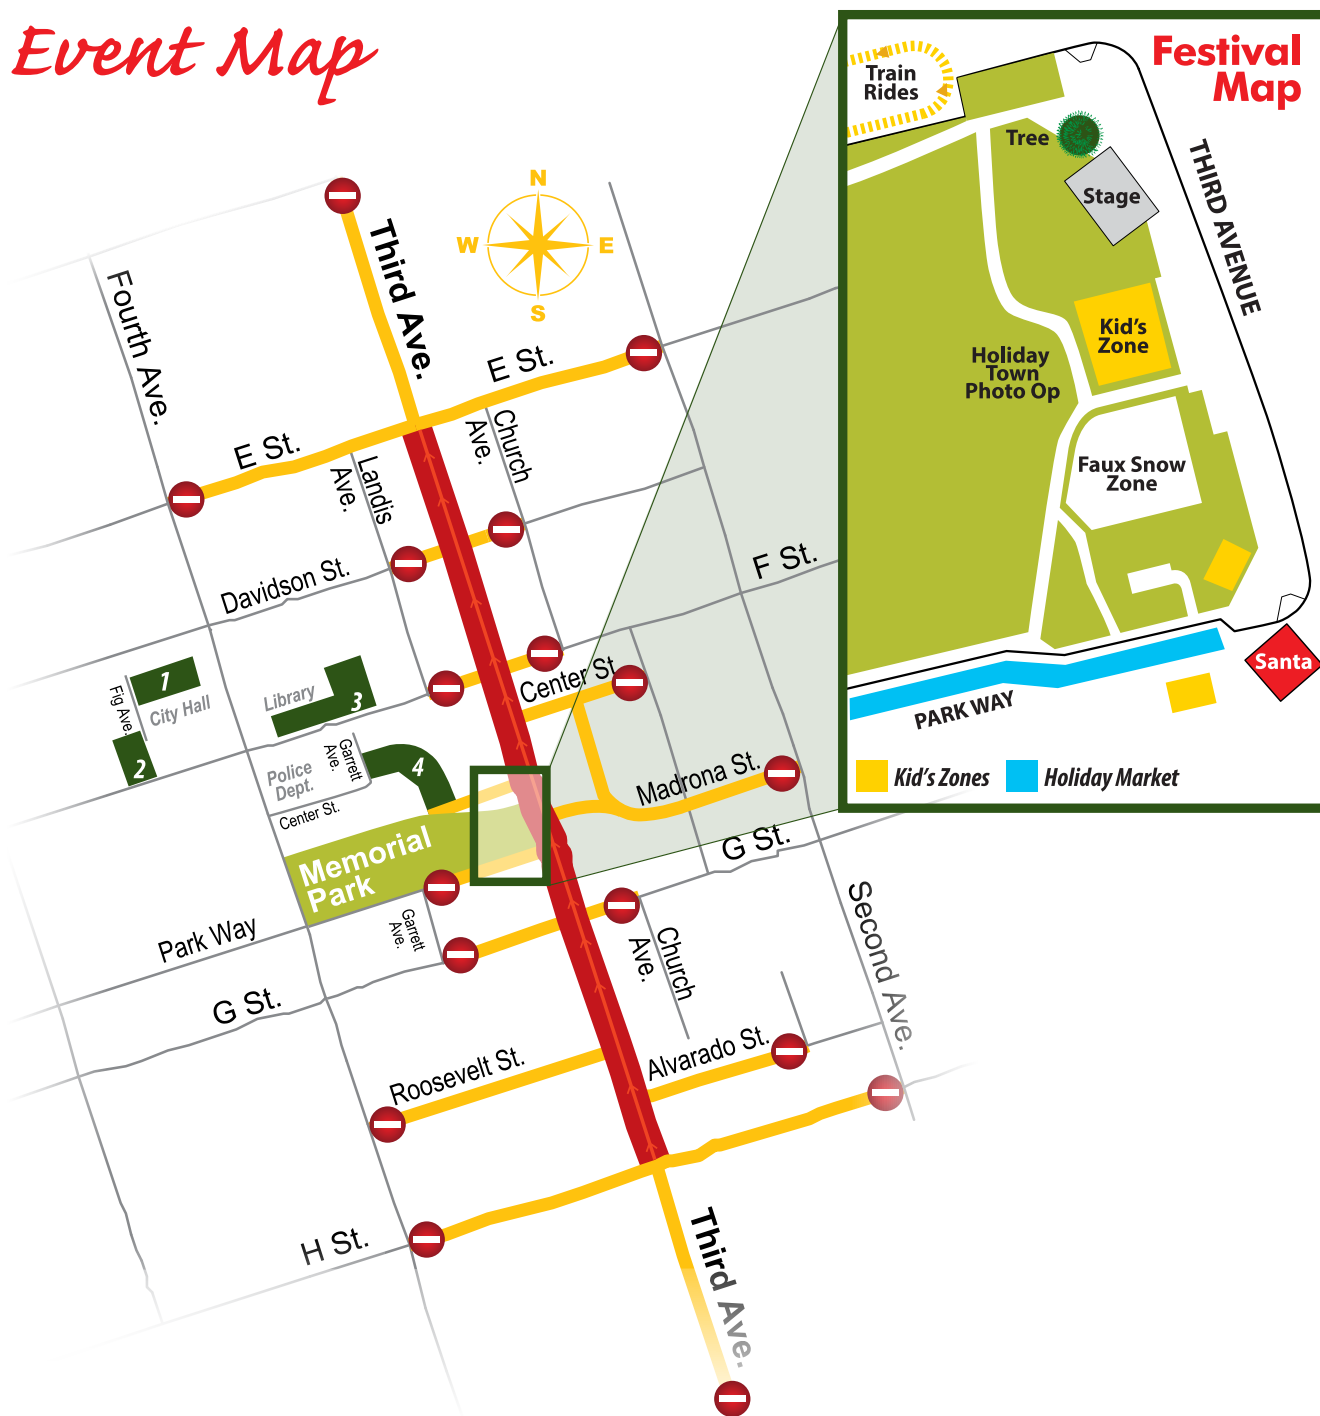 Event Map
Festival
Map
Train
Rides
Tree
Stage
THIRD AVENUE
Kid's
Zone
Holiday
Town
Photo Op
Faux Snow
Zone
Santa
PARK WAY
Kid's Zones
Holiday Market
N
W
E
S
Third Ave.
Fourth Ave.
E St.
E St.
Church
Ave.
Landis
Ave.
Davidson St.
F St.
Center St.
1
City Hall
Fig Ave.
2
Library
3
Garrett
Ave.
Police
Dept.
4
Center St.
Madrona St.
Memorial
Park
G St.
Park Way
Garrett
Ave.
Second Ave.
Church
Ave.
G St.
Roosevelt St.
Alvarado St.
H St.
Third Ave.